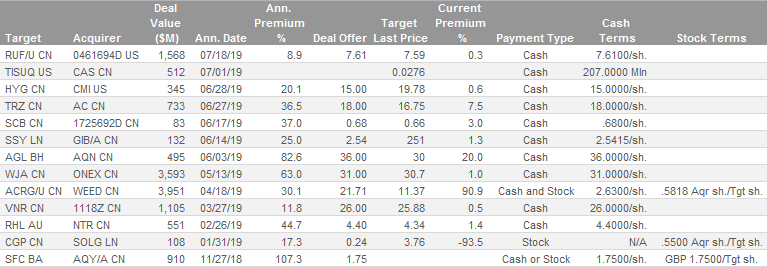 Deal Ann. Current
Value Premium Target Premium Cash
Target Acquirer ($M) Ann. Date % Deal Offer Last Price % Payment Type Terms Stock Terms
RUF/U CN 0461694D US 1,568 07/18/19 8.9 7.61 7.59 0.3 Cash 7.6100/sh.
TISUQ US CAS CN 512 07/01/19 0.0276 Cash 207.0000 Mln
HYG CN CMI US 345 06/28/19 20.1 15.00 19.78 0.6 Cash 15.0000/sh.
TRZ CN AC CN 733 06/27/19 36.5 18.00 16.75 7.5 Cash 18.0000/sh.
SCB CN 1725692D CN 83 06/17/19 37.0 0.68 0.66 3.0 Cash .6800/sh.
SSY LN GIB/A CN 132 06/14/19 25.0 2.54 251 1.3 Cash 2.5415/sh.
AGL BH AQN CN 495 06/03/19 82.6 36.00 30 20.0 Cash 36.0000/sh.
WJA CN ONEX CN 3,593 05/13/19 63.0 31.00 30.7 1.0 Cash 31.0000/sh.
ACRG/U CN WEED CN 3,951 04/18/19 30.1 21.71 11.37 90.9 Cash and Stock 2.6300/sh. .5818 Aqr sh./Tgt sh.
VNR CN 1118Z CN 1,105 03/27/19 11.8 26.00 25.88 0.5 Cash 26.0000/sh.
RHL AU NTR CN 551 02/26/19 44.7 4.40 4.34 1.4 Cash 4.4000/sh.
CGP CN SOLG LN 108 01/31/19 17.3 0.24 3.76 -93.5 Stock N/A .5500 Aqr sh./Tgt sh.
SFC BA AQY/A CN 910 11/27/18 107.3 1.75 Cash or Stock GBP 1.7500/Tgt sh.